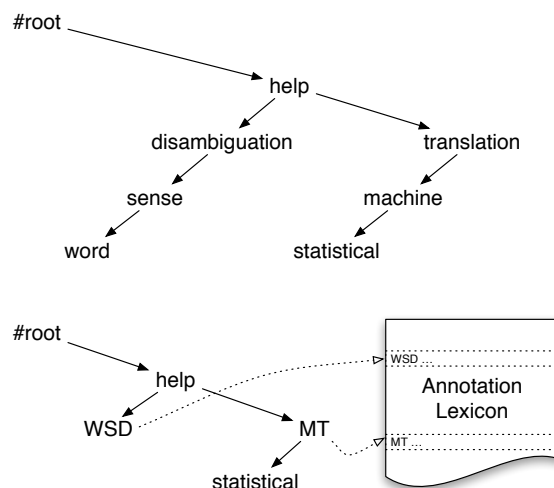 #root
help
disambiguation translation
sense machine
word statistical
#root
WSD ...
help
Annotation
Lexicon
WSD MT
MT ...
statistical